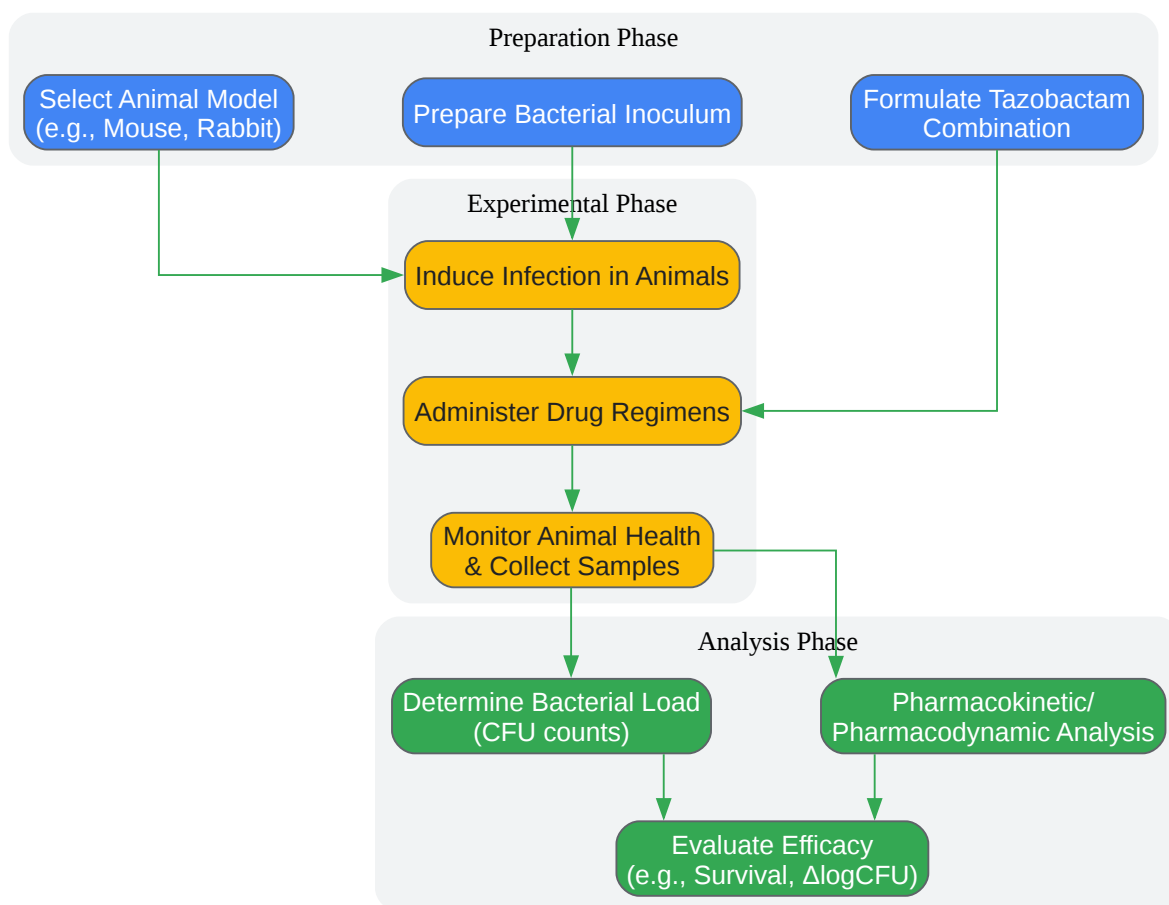 Preparation Phase
Select Animal Model
(e.g., Mouse, Rabbit)
Prepare Bacterial Inoculum
Formulate Tazobactam
Combination
Experimental Phase
Induce Infection in Animals
Administer Drug Regimens
Monitor Animal Health
& Collect Samples
Analysis Phase
Determine Bacterial Load
(CFU counts)
Pharmacokinetic/
Pharmacodynamic Analysis
Evaluate Efficacy
(e.g., Survival, ΔlogCFU)